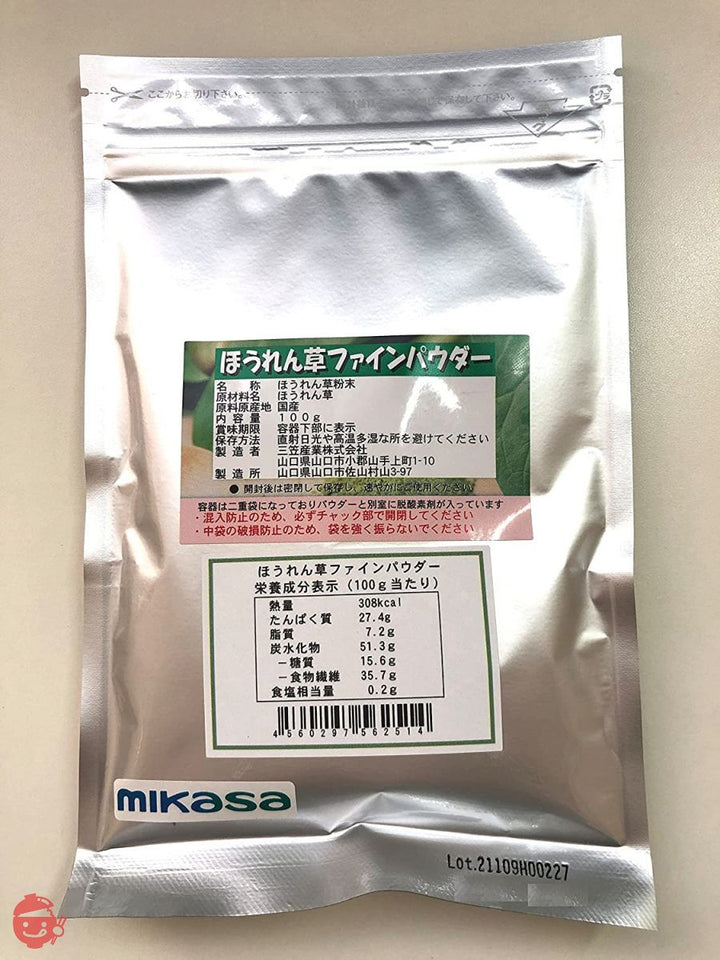 ここからお切り下さい。
て保存して下さい。
プラ
ほうれん草ファインパウダー
名称 ほうれん草粉末
原材料名 ほうれん草
原料原産地 国産
内容量 100g
賞味期限 容器下部に表示
保存方法 直射日光や高温多湿な所を避けてください
製造者 三笠産業株式会社
山口県山口市小郡山手上町1-10
製造所 山口県山口市佐山村山3-97
● 開封後は密閉して保存し、速やかにご使用ください
容器は二重袋になっておりパウダーと別室に脱酸素剤が入っています
・混入防止のため、必ずチャック部で開閉してください
・中袋の破損防止のため、袋を強く振らないでください
ほうれん草ファインパウダー
栄養成分表示（100g当たり）
熱量 308kcal
たんぱく質 27.4g
脂質 7.2g
炭水化物 51.3g
－糖質 15.6g
－食物繊維 35.7g
食塩相当量 0.2g
4560297562514
mikasa
Lot.21109H00227